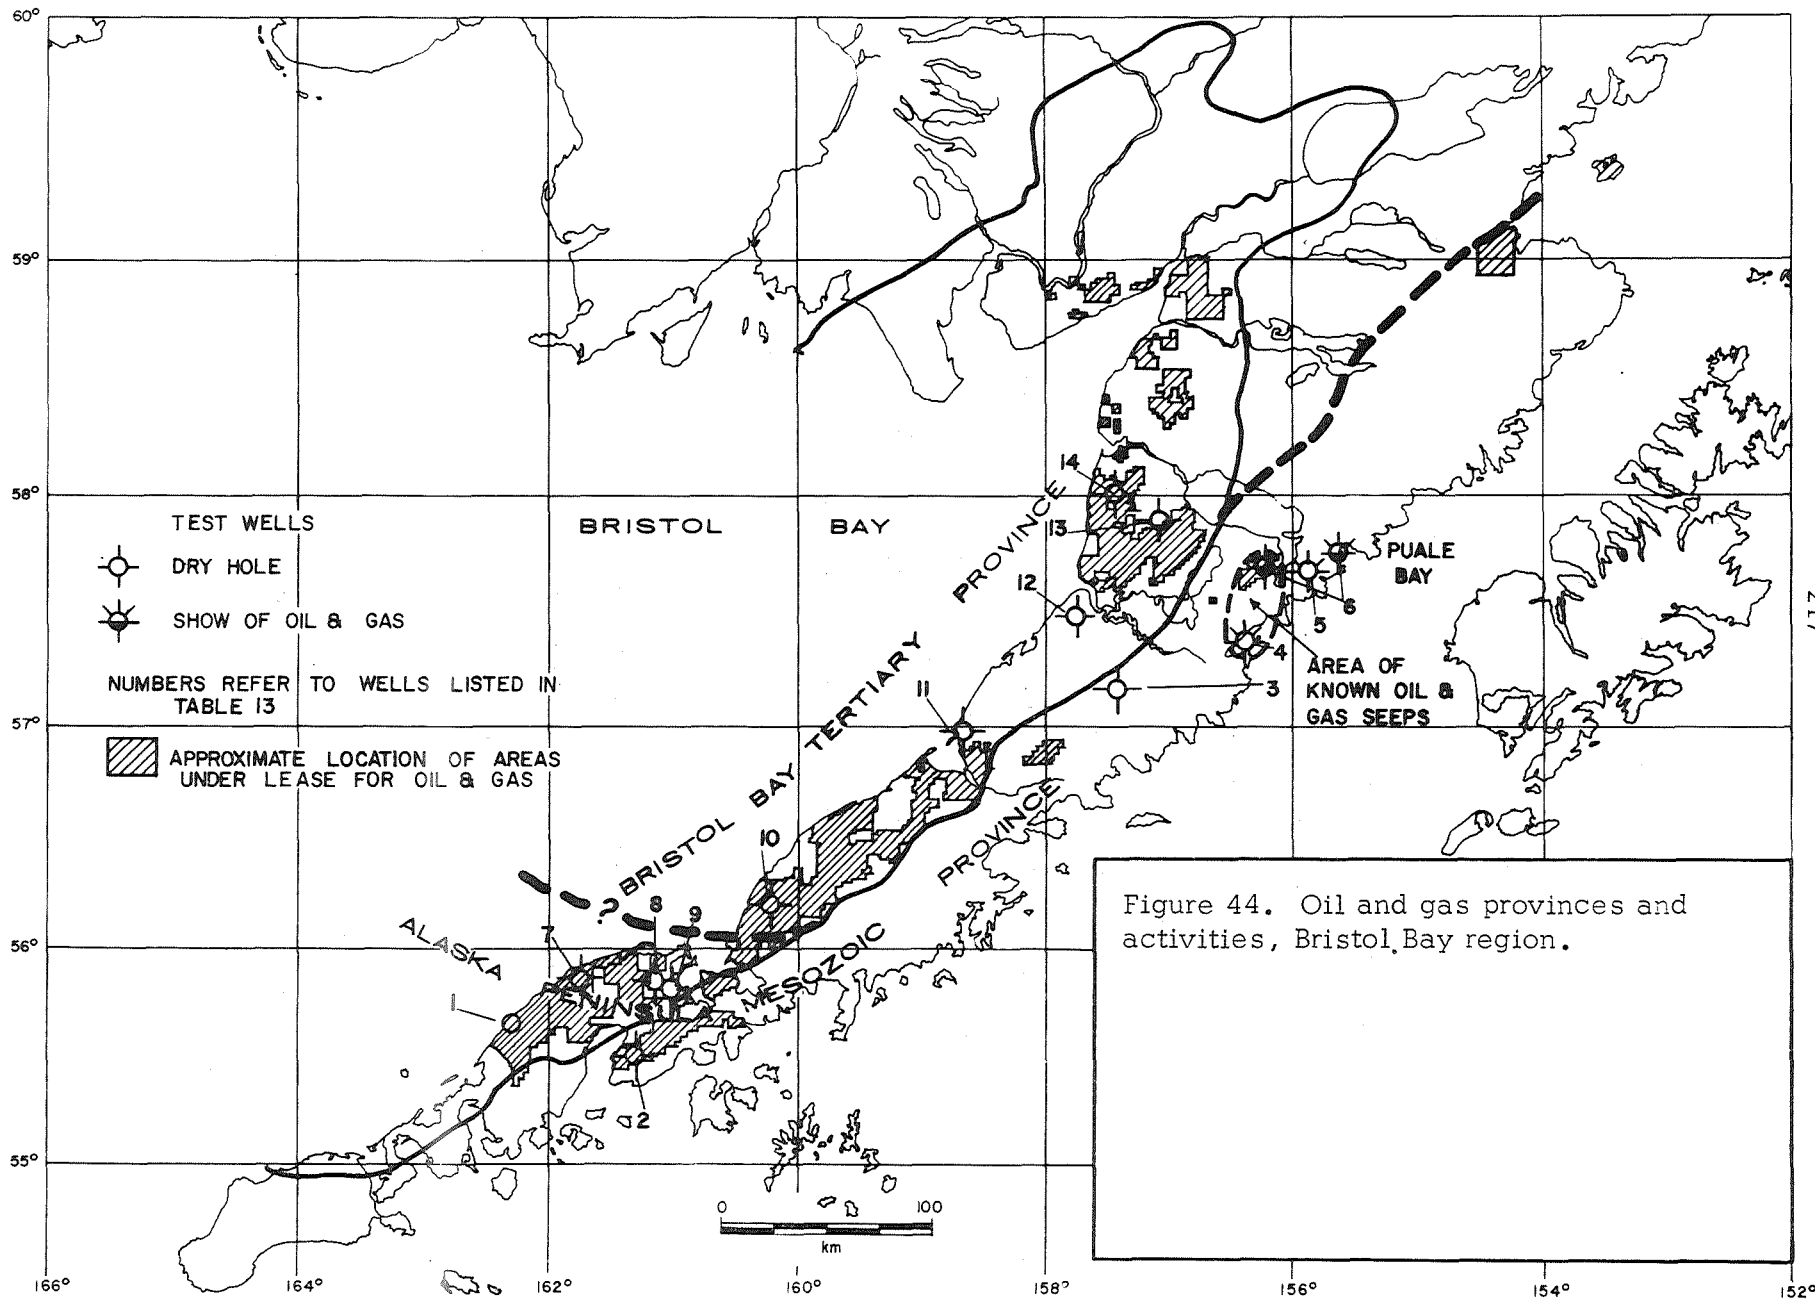 60°
59°
58°
57°
56°
55°
166°
164°
162°
160°
158°
156°
154°
152°
TEST WELLS
DRY HOLE
SHOW OF OIL & GAS
NUMBERS REFER TO WELLS LISTED IN
TABLE 13
APPROXIMATE LOCATION OF AREAS
UNDER LEASE FOR OIL & GAS
BRISTOL BAY
BRISTOL BAY TERTIARY PROVINCE
ALASKA
PENINSULA
MESOZOIC PROVINCE
PUALE
BAY
AREA OF
KNOWN OIL &
GAS SEEPS
14
13
12
11
10
9
8
7
?
1
2
3
4
5
6
0 100
km
Figure 44. Oil and gas provinces and
activities, Bristol Bay region.